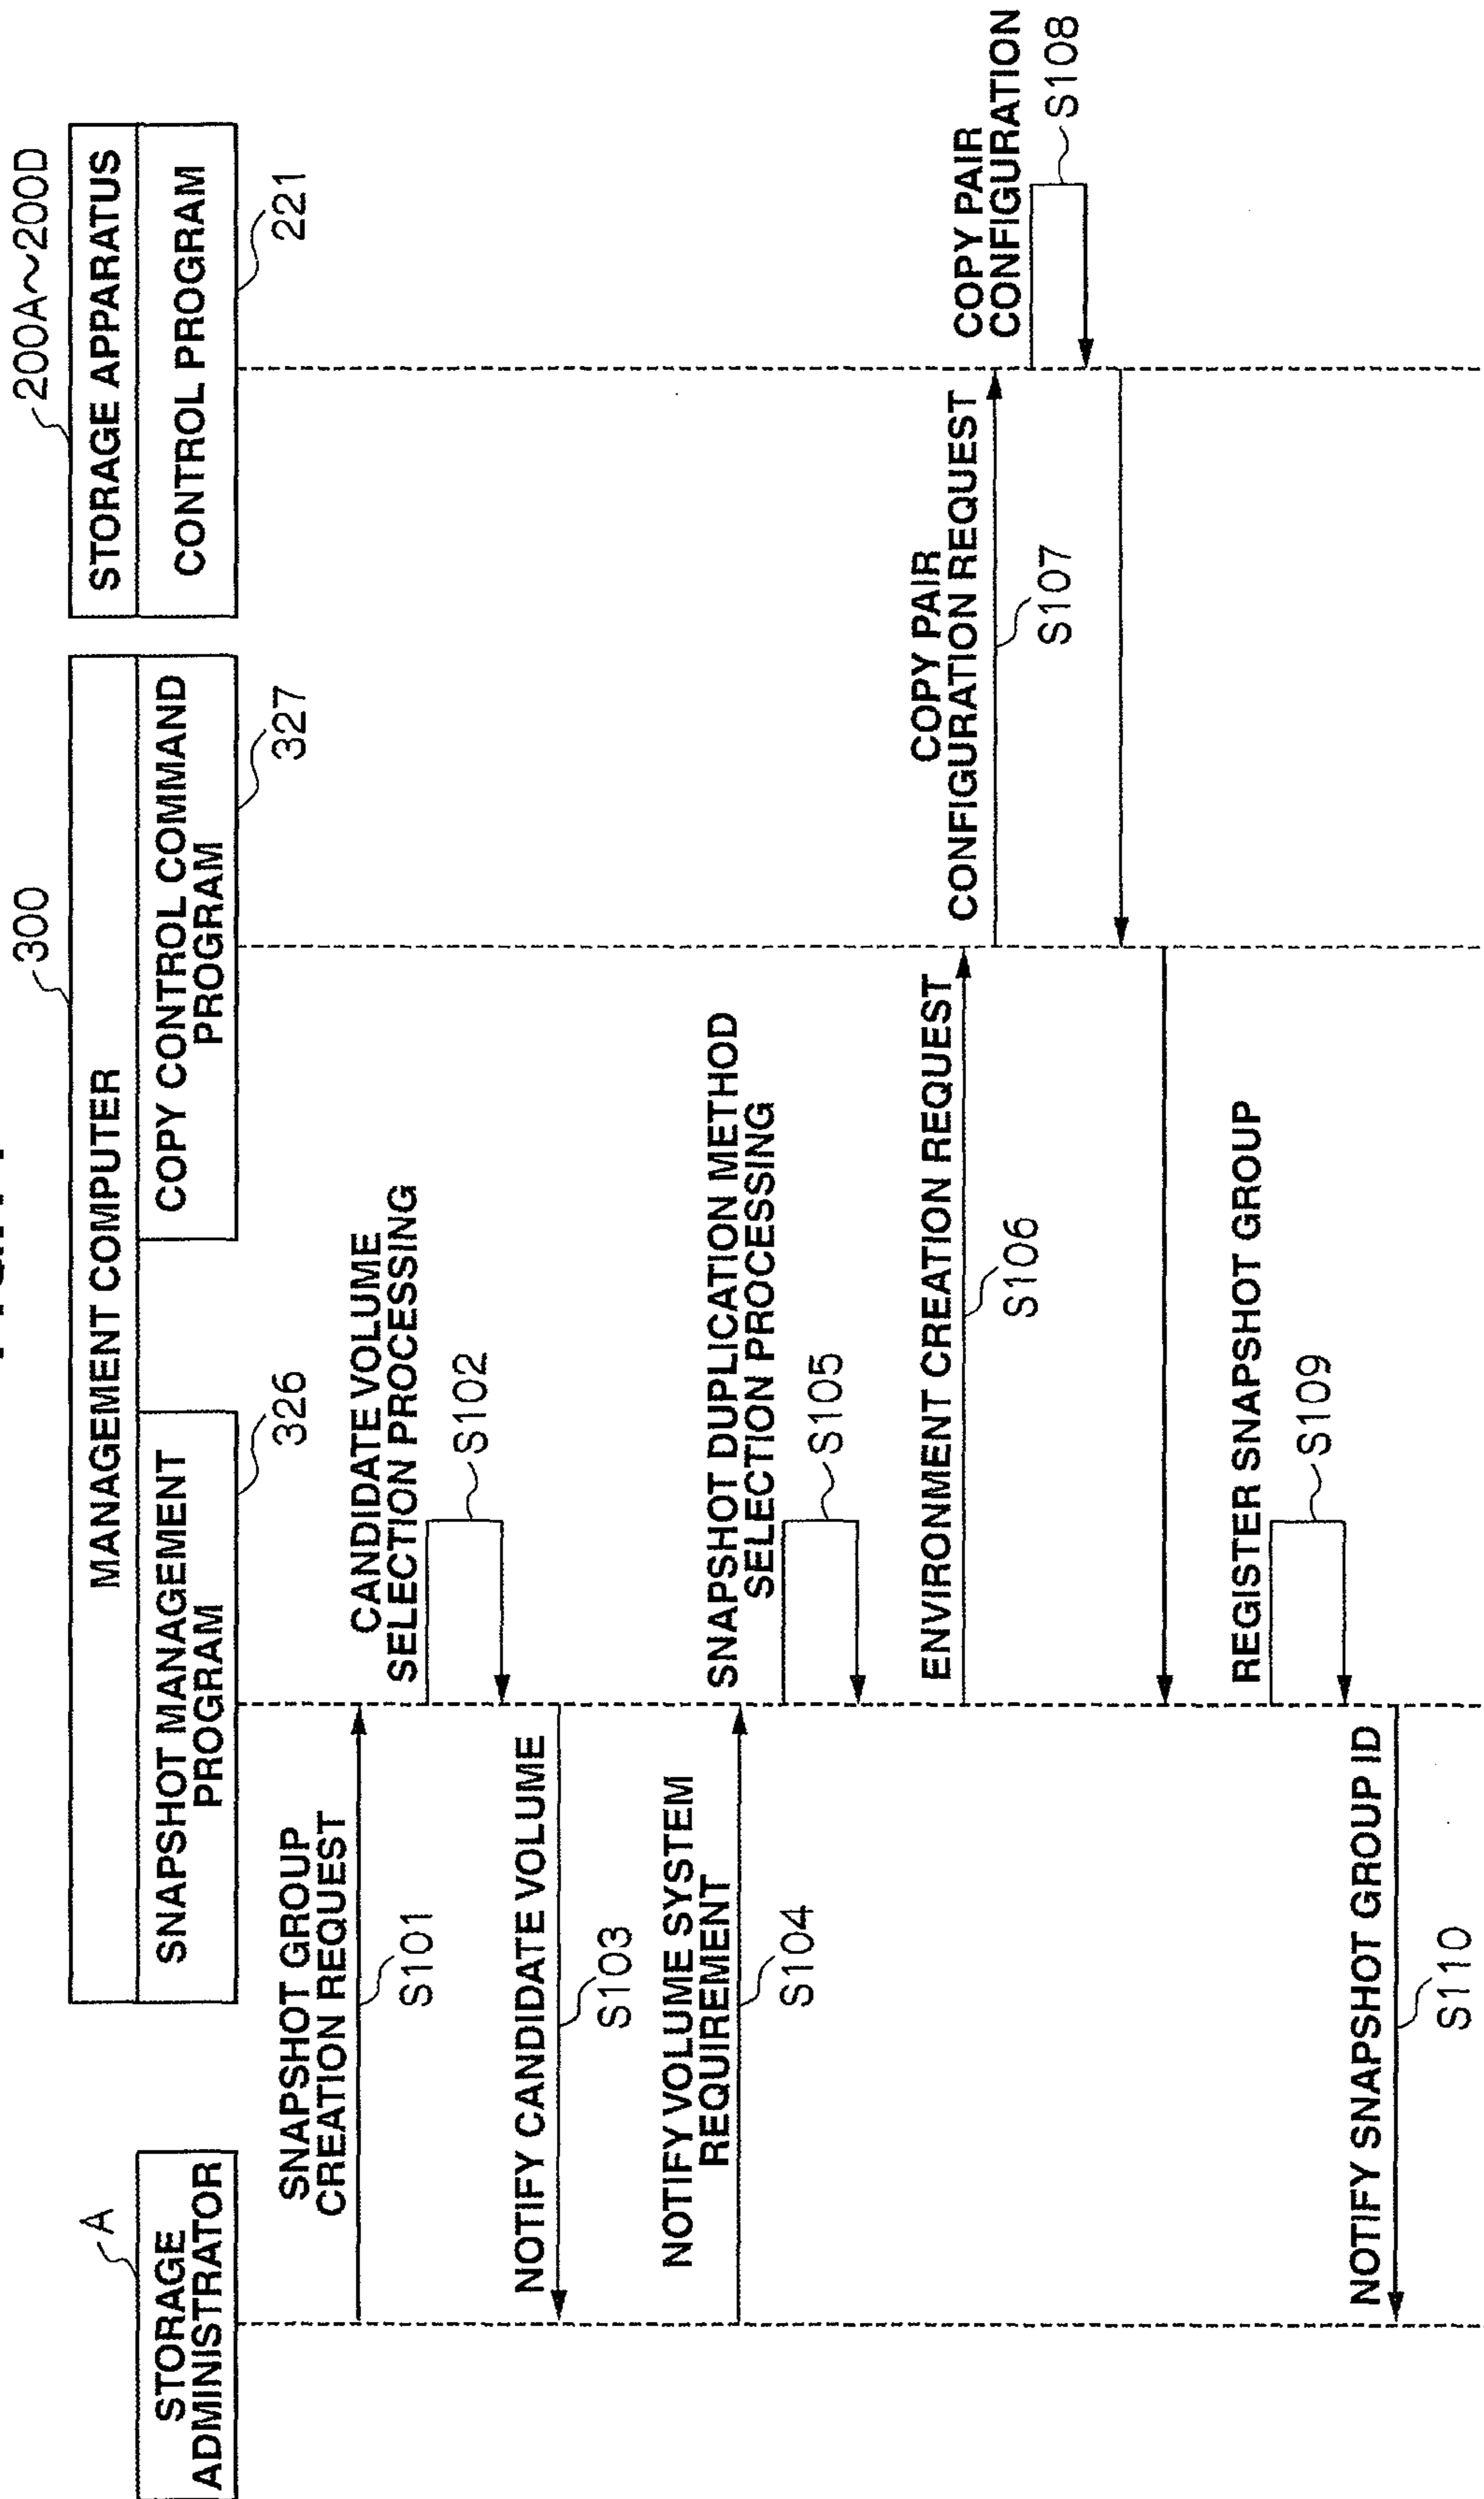 300
200A~200D
A
MANAGEMENT COMPUTER
STORAGE APPARATUS
STORAGE
ADMINISTRATOR
SNAPSHOT MANAGEMENT
PROGRAM
COPY CONTROL COMMAND
PROGRAM
CONTROL PROGRAM
326
327
221
SNAPSHOT GROUP
CREATION REQUEST
S101
CANDIDATE VOLUME
SELECTION PROCESSING
S102
NOTIFY CANDIDATE VOLUME
S103
NOTIFY VOLUME SYSTEM
REQUIREMENT
S104
SNAPSHOT DUPLICATION METHOD
SELECTION PROCESSING
S105
ENVIRONMENT CREATION REQUEST
S106
COPY PAIR
CONFIGURATION REQUEST
S107
COPY PAIR
CONFIGURATION
S108
REGISTER SNAPSHOT GROUP
S109
NOTIFY SNAPSHOT GROUP ID
S110